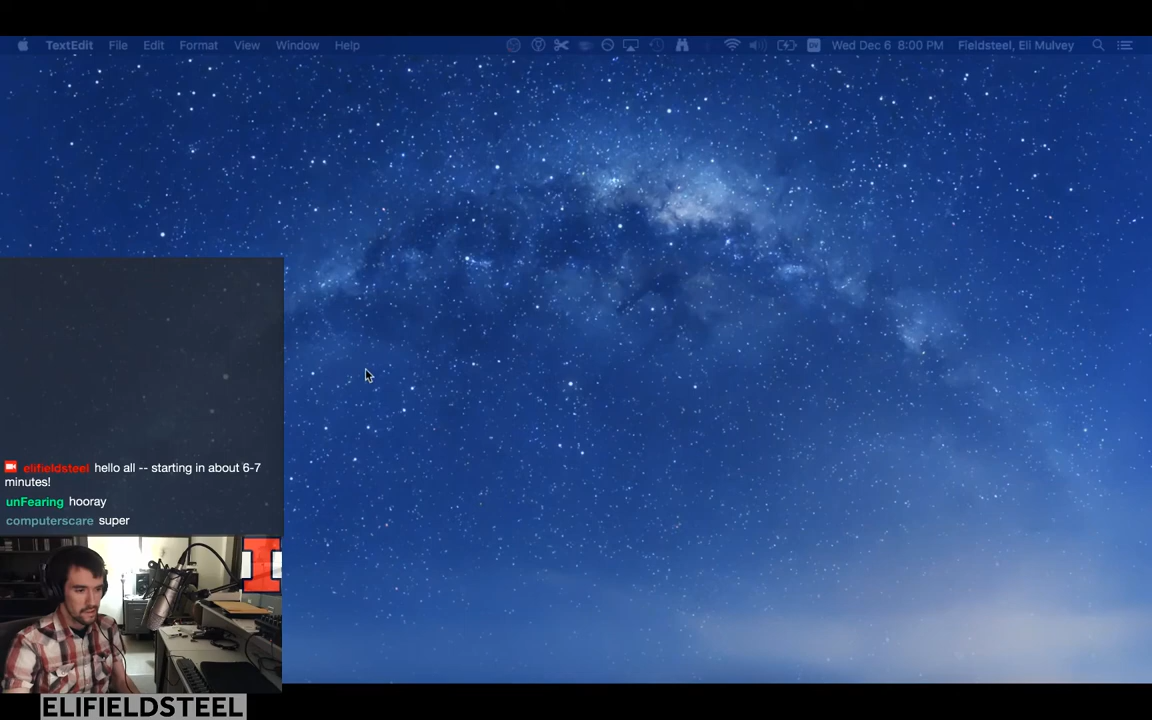 TextEdit File Edit Format View Window Help Wed Dec 6 8:00 PM Fieldsteel, Eli Mulvey
elifieldsteel hello all -- starting in about 6-7
minutes!
unFearing hooray
computerscare super
I
ELIFIELDSTEEL